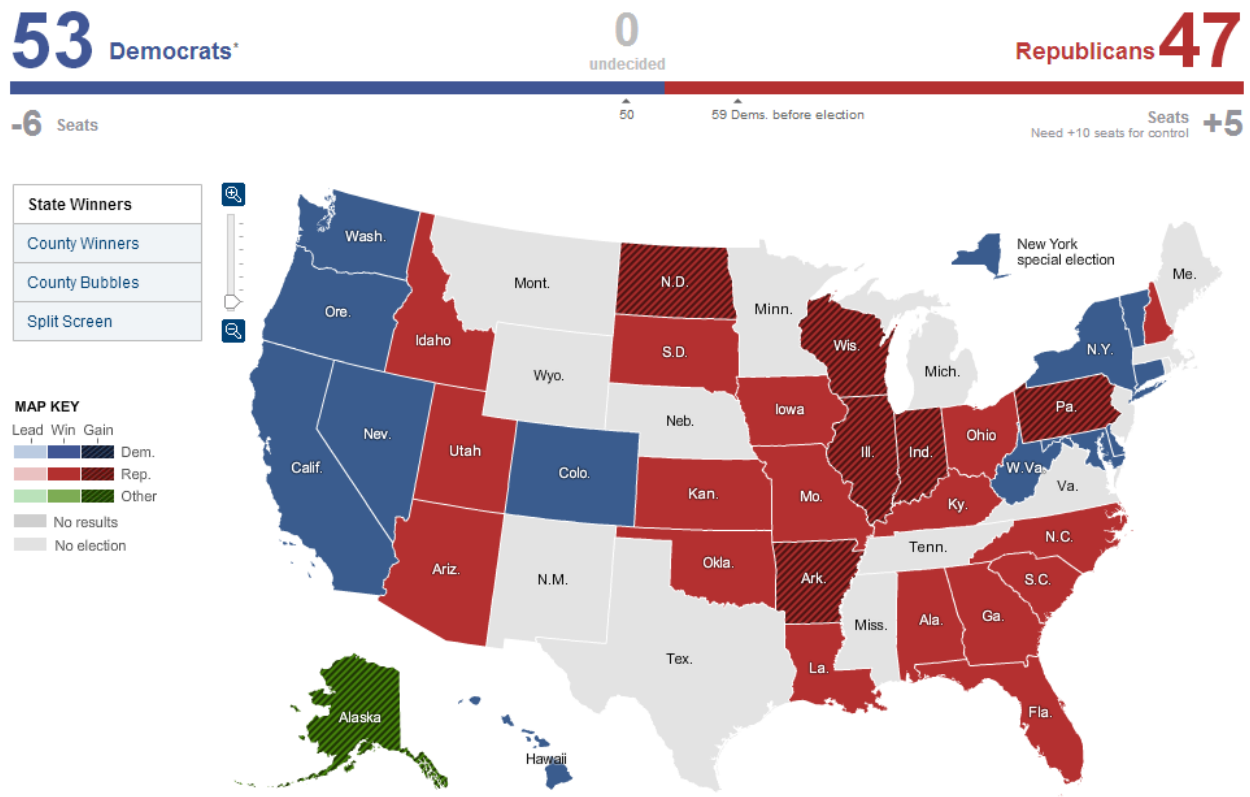 53 Democrats*
0
undecided
Republicans 47
-6 Seats
50
59 Dems. before election
Seats
Need +10 seats for control
+5
State Winners
County Winners
County Bubbles
Split Screen
MAP KEY
Lead Win Gain
Dem.
Rep.
Other
No results
No election
New York
special election
Wash.
Mont.
N.D.
Minn.
Me.
Ore.
Idaho
S.D.
Wis.
N.Y.
Wyo.
Mich.
Iowa
Pa.
Nev.
Neb.
Ohio
Utah
Ill.
Ind.
Calif.
Colo.
W.Va.
Kan.
Mo.
Va.
Ky.
Ariz.
N.M.
Okla.
Ark.
Tenn.
N.C.
S.C.
Miss.
Ala.
Ga.
Tex.
La.
Fla.
Alaska
Hawaii